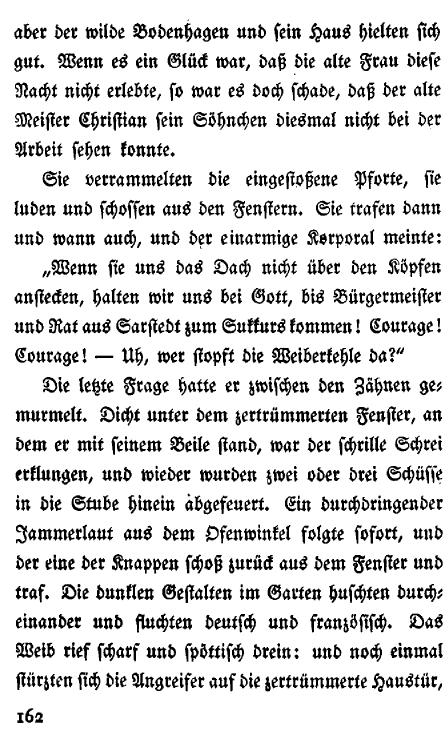 aber der wilde Bodenhagen und sein Haus hielten sich
gut. Wenn es ein Glück war, daß die alte Frau diese
Nacht nicht erlebte, so war es doch schade, daß der alte
Meister Christian sein Söhnchen diesmal nicht bei der
Arbeit sehen konnte.
Sie verrammelten die eingestoßene Pforte, sie
luden und schossen aus den Fenstern. Sie trafen dann
und wann auch, und der einarmige Korporal meinte:
„Wenn sie uns das Dach nicht über den Köpfen
anstecken, halten wir uns bei Gott, bis Bürgermeister
und Rat aus Sarstedt zum Sukkurs kommen! Courage!
Courage! — Uh, wer stopft die Weiberkehle da?“
Die letzte Frage hatte er zwischen den Zähnen ge-
murmelt. Dicht unter dem zertrümmerten Fenster, an
dem er mit seinem Beile stand, war der schrille Schrei
erklungen, und wieder wurden zwei oder drei Schüsse
in die Stube hinein abgefeuert. Ein durchdringender
Jammerlaut aus dem Ofenwinkel folgte sofort, und
der eine der Knappen schoß zurück aus dem Fenster und
traf. Die dunklen Gestalten im Garten huschten durch-
einander und fluchten deutsch und französisch. Das
Weib rief scharf und spöttisch drein: und noch einmal
stürzten sich die Angreifer auf die zertrümmerte Haustür,
162